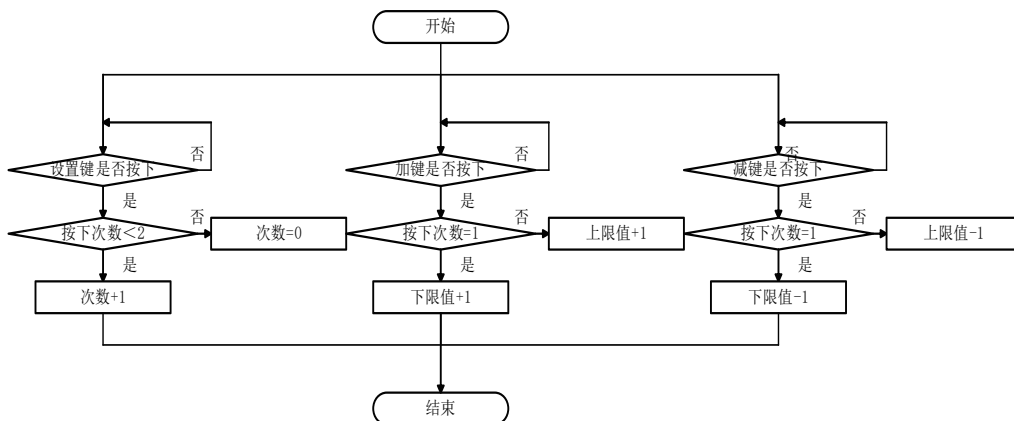 开始
否
否
否
设置键是否按下
加键是否按下
减键是否按下
是
是
是
否
否
否
按下次数<2
次数=0
按下次数=1
上限值+1
按下次数=1
上限值-1
是
是
是
次数+1
下限值+1
下限值-1
结束